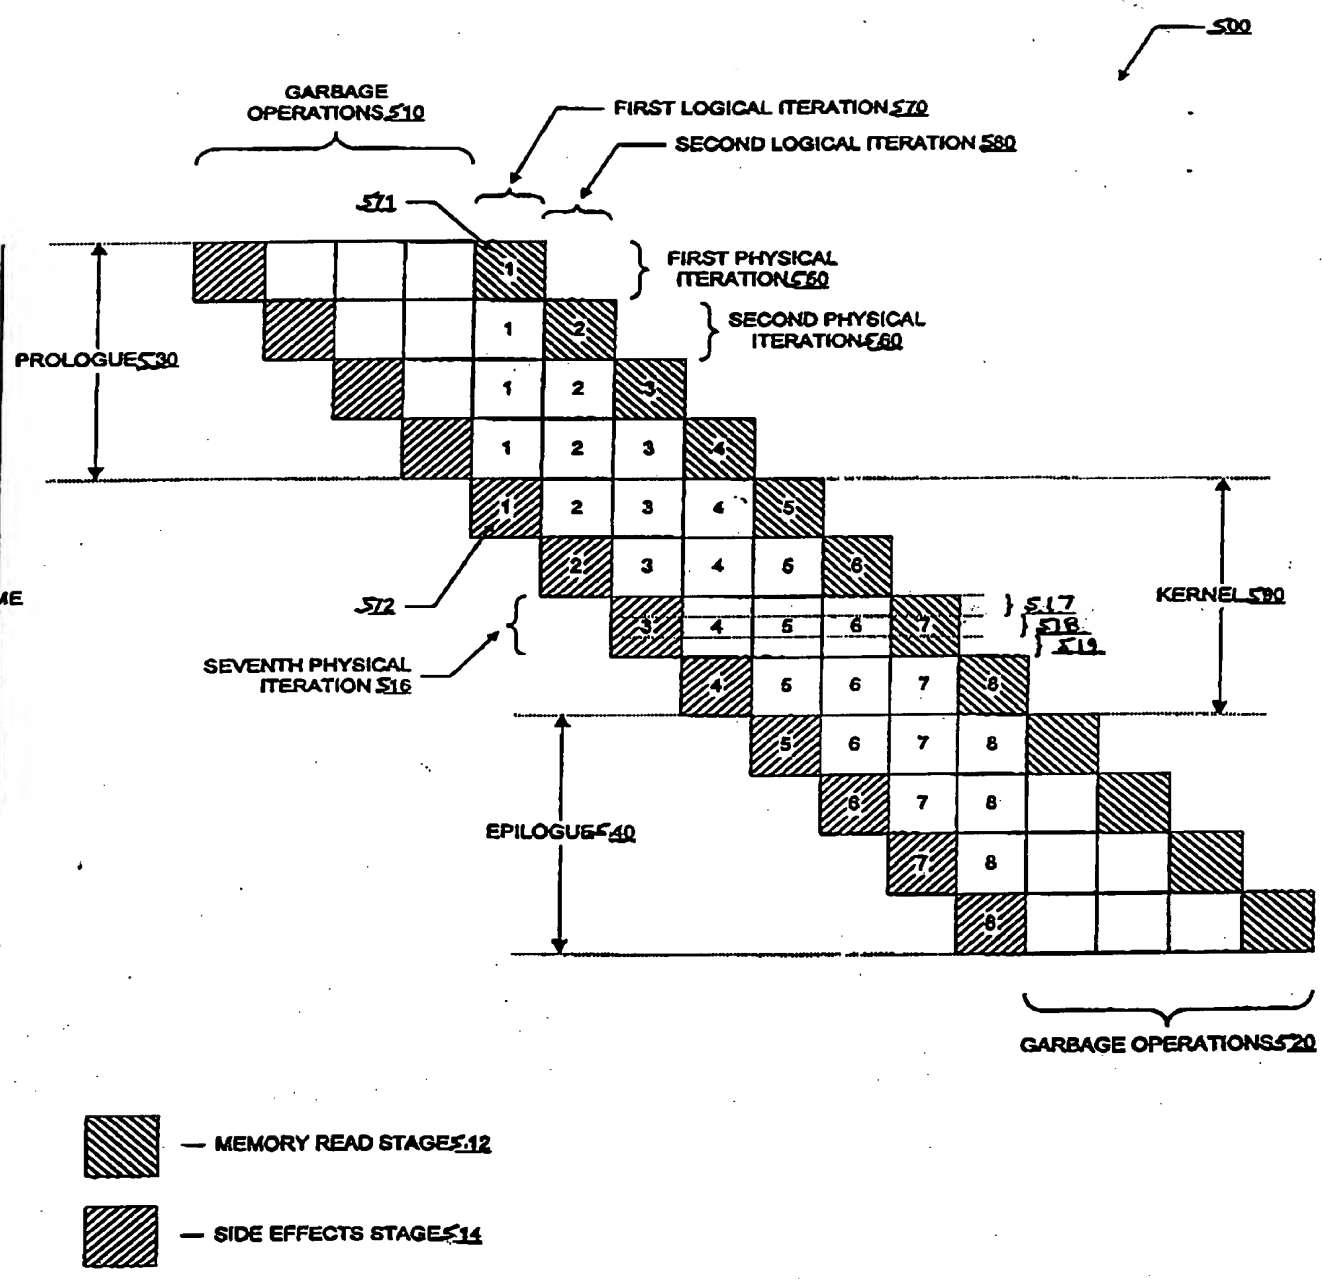 500
GARBAGE
OPERATIONS 510
FIRST LOGICAL ITERATION 570
SECOND LOGICAL ITERATION 580
571
1
FIRST PHYSICAL
ITERATION 550
1 2
SECOND PHYSICAL
ITERATION 560
PROLOGUE 530
1 2 3
1 2 3 4
1 2 3 4 5
2 3 4 5 6
572
KERNEL 590
3 4 5 6 7
517
518
519
SEVENTH PHYSICAL
ITERATION 516
4 5 6 7 8
5 6 7 8
6 7 8
EPILOGUE 540
7 8
8
GARBAGE OPERATIONS 520
— MEMORY READ STAGE 512
— SIDE EFFECTS STAGE 514